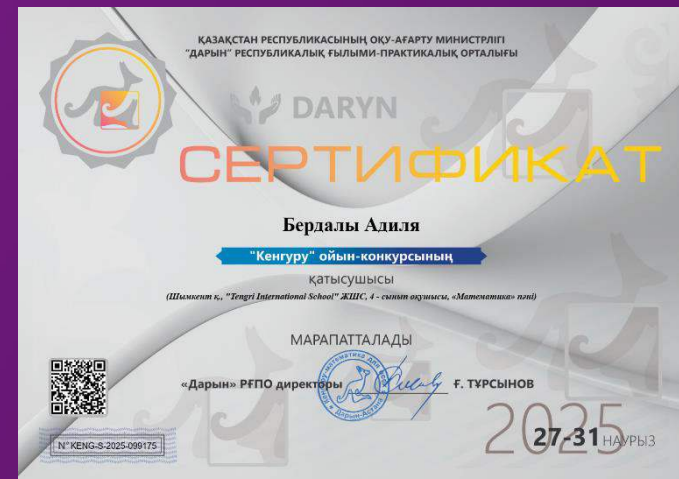 ҚАЗАҚСТАН РЕСПУБЛИКАСЫНЫҢ ОҚУ-АҒАРТУ МИНИСТРЛІГІ
"ДАРЫН" РЕСПУБЛИКАЛЫҚ ҒЫЛЫМИ-ПРАКТИКАЛЫҚ ОРТАЛЫҒЫ
DARYN
СЕРТИФИКАТ
Бердалы Адиля
"Кенгуру" ойын-конкурсының
қатысушысы
(Шымкент қ., "Tengri International School" ЖШС, 4 - сынып оқушысы, «Математика» пәні)
МАРАПАТТАЛАДЫ
«Дарын» РҒПО директоры Ғ. ТҰРСЫНОВ
N° KENG-S-2025-099175
2025
27-31 НАУРЫЗ